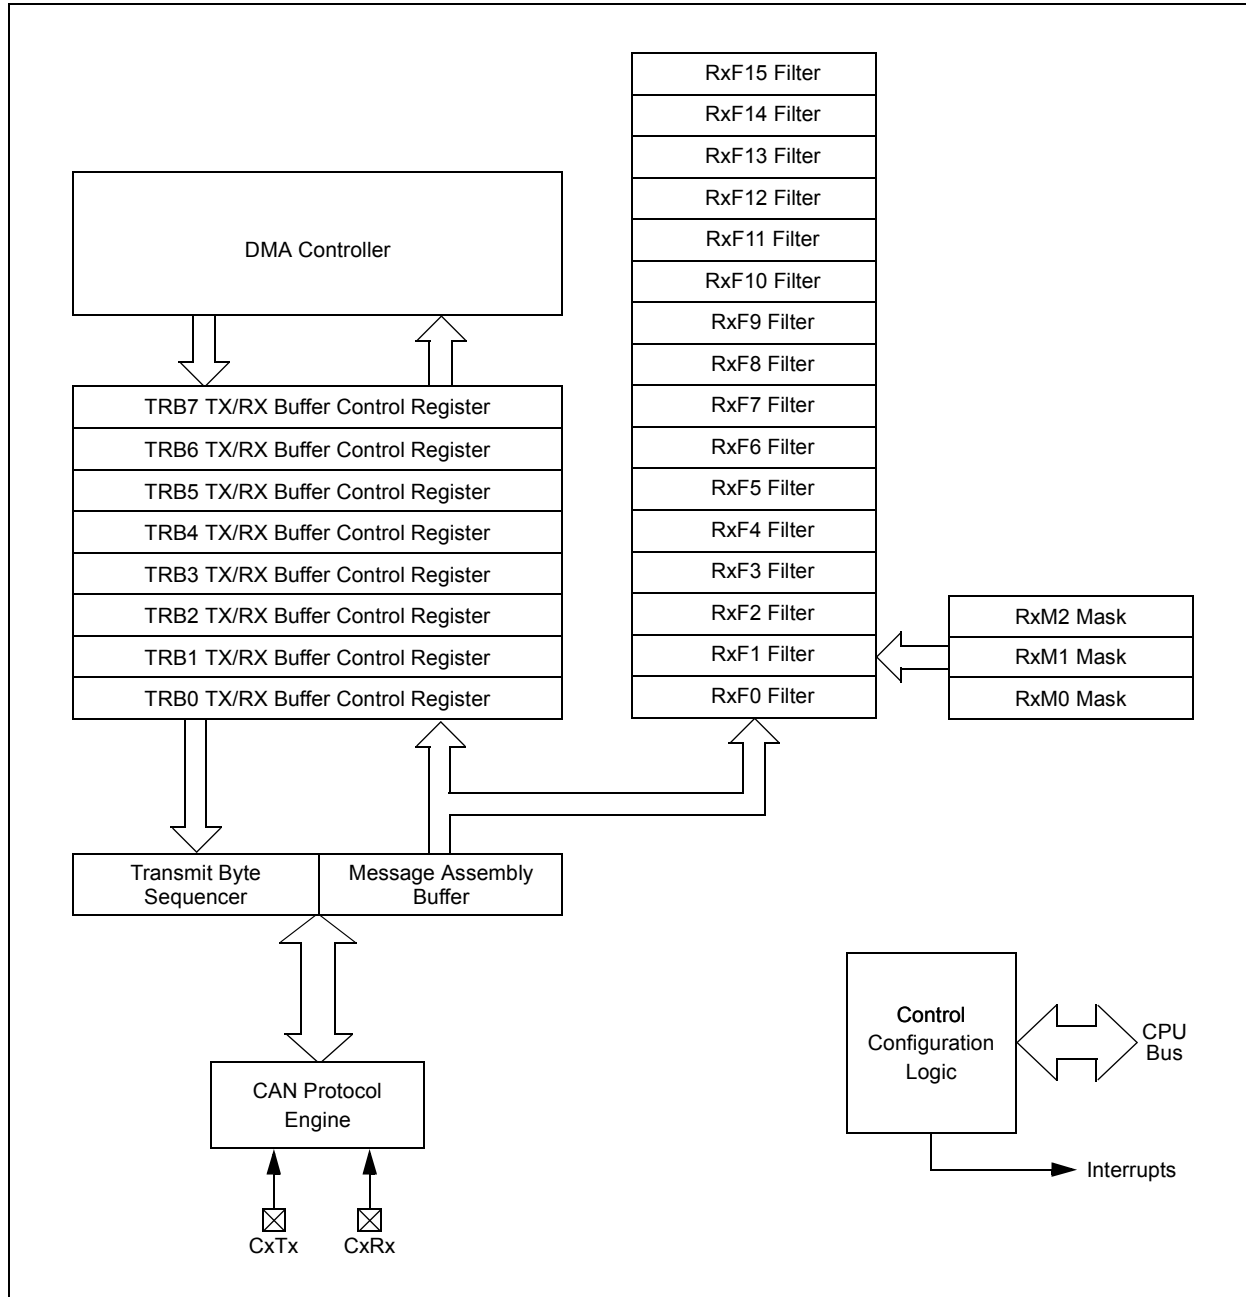 RxF15 Filter
RxF14 Filter
RxF13 Filter
RxF12 Filter
RxF11 Filter
RxF10 Filter
RxF9 Filter
RxF8 Filter
RxF7 Filter
RxF6 Filter
RxF5 Filter
RxF4 Filter
RxF3 Filter
RxF2 Filter
RxF1 Filter
RxF0 Filter
DMA Controller
TRB7 TX/RX Buffer Control Register
TRB6 TX/RX Buffer Control Register
TRB5 TX/RX Buffer Control Register
TRB4 TX/RX Buffer Control Register
TRB3 TX/RX Buffer Control Register
TRB2 TX/RX Buffer Control Register
TRB1 TX/RX Buffer Control Register
TRB0 TX/RX Buffer Control Register
RxM2 Mask
RxM1 Mask
RxM0 Mask
Transmit Byte
Sequencer
Message Assembly
Buffer
CAN Protocol
Engine
CxTx
CxRx
Control
Configuration
Logic
CPU
Bus
Interrupts